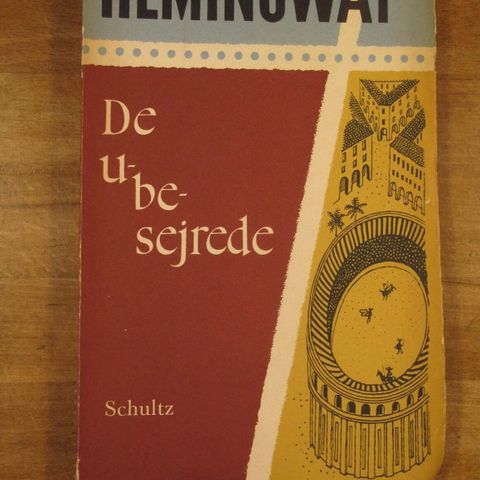 HEMINGWAY
De
u-
be-
sejrede
Schultz